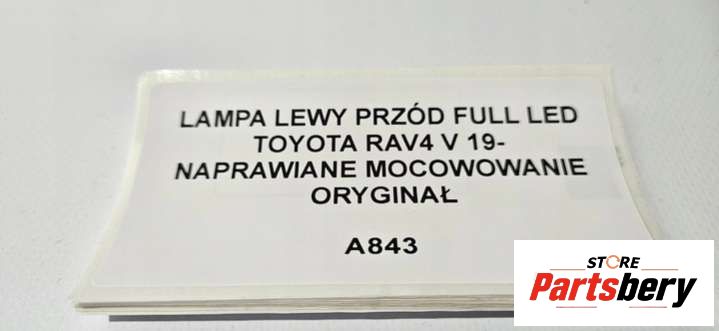 LAMPA LEWY PRZÓD FULL LED
TOYOTA RAV4 V 19-
NAPRAWIANE MOCOWOWANIE
ORYGINAŁ
A843
STORE
Partsbery